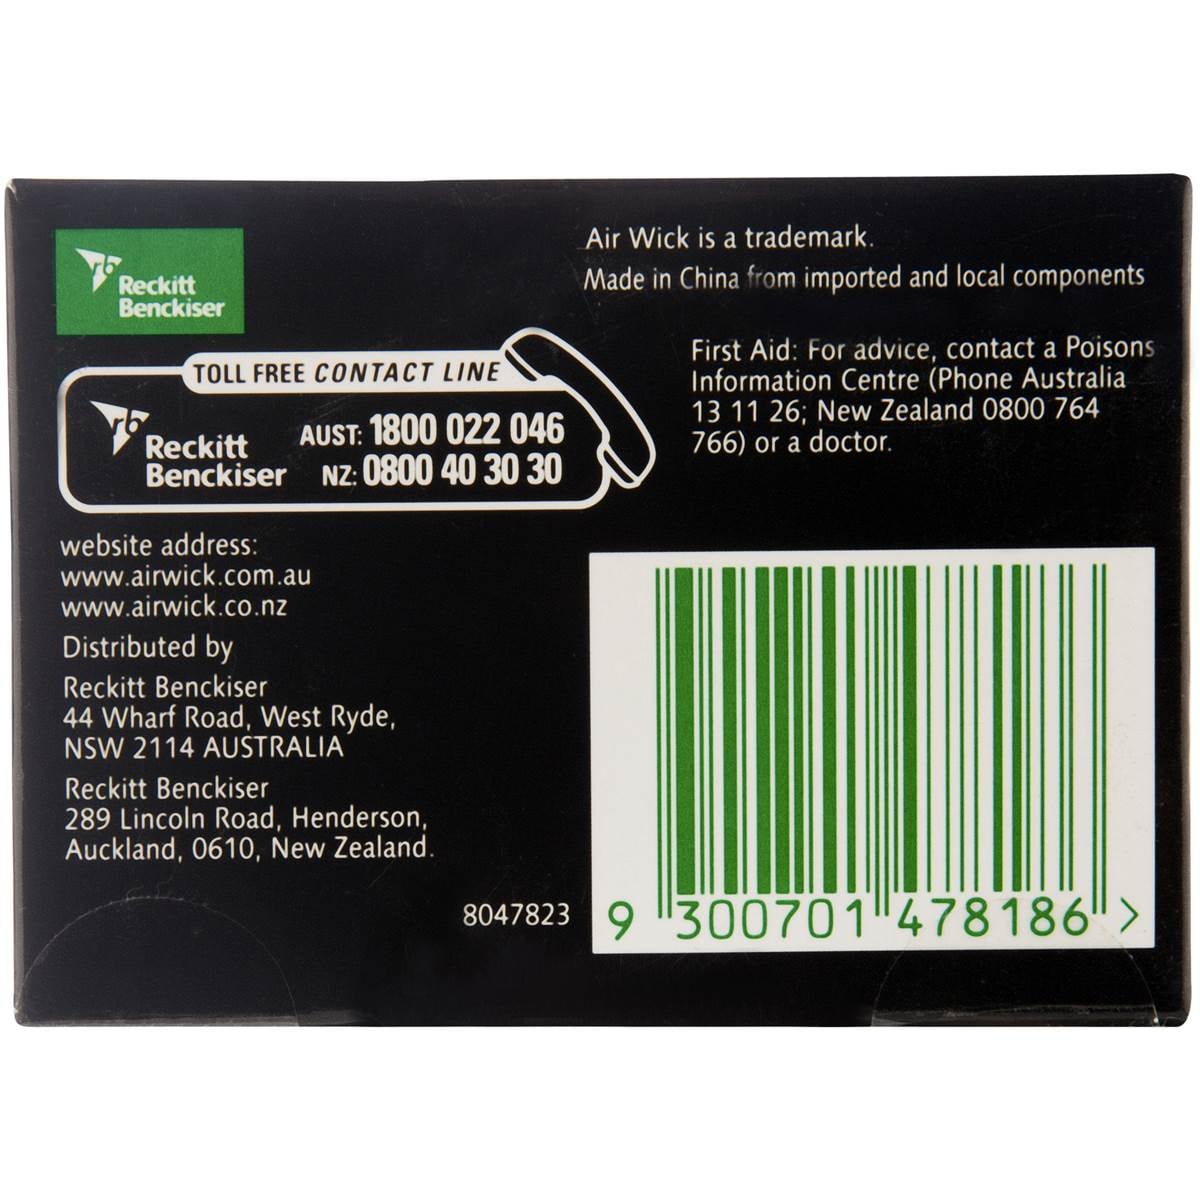 rb
Reckitt
Benckiser
TOLL FREE CONTACT LINE
rb
Reckitt
Benckiser
AUST: 1800 022 046
NZ: 0800 40 30 30
website address:
www.airwick.com.au
www.airwick.co.nz
Distributed by
Reckitt Benckiser
44 Wharf Road, West Ryde,
NSW 2114 AUSTRALIA
Reckitt Benckiser
289 Lincoln Road, Henderson,
Auckland, 0610, New Zealand.
8047823
Air Wick is a trademark.
Made in China from imported and local components
First Aid: For advice, contact a Poisons
Information Centre (Phone Australia
13 11 26; New Zealand 0800 764
766) or a doctor.
9 300701 478186 >